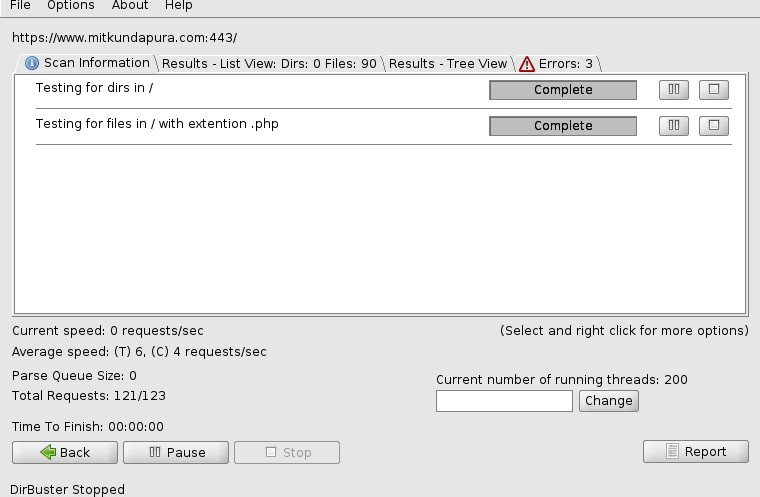 File Options About Help
https://www.mitkundapura.com:443/
Scan Information Results - List View: Dirs: 0 Files: 90 Results - Tree View Errors: 3
Testing for dirs in / Complete
Testing for files in / with extention .php Complete
Current speed: 0 requests/sec (Select and right click for more options)
Average speed: (T) 6, (C) 4 requests/sec
Parse Queue Size: 0
Current number of running threads: 200
Total Requests: 121/123
Change
Time To Finish: 00:00:00
Back Pause Stop Report
DirBuster Stopped